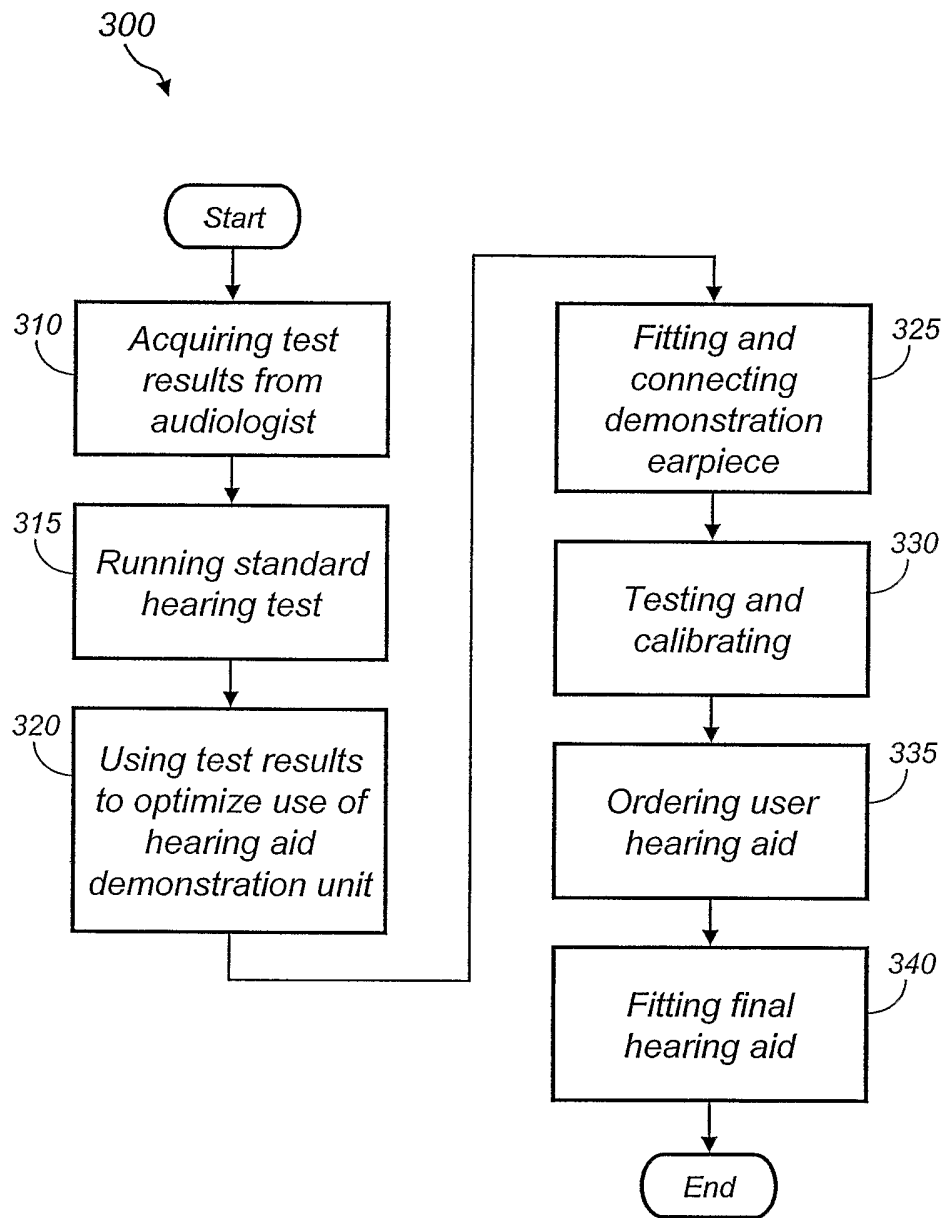 300
Start
310
Acquiring test
results from
audiologist
315
Running standard
hearing test
320
Using test results
to optimize use of
hearing aid
demonstration unit
325
Fitting and
connecting
demonstration
earpiece
330
Testing and
calibrating
335
Ordering user
hearing aid
340
Fitting final
hearing aid
End